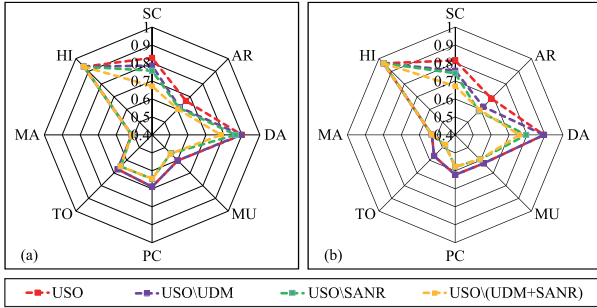 SC
1
0.9
0.8
0.7
0.6
0.5
0.4
HI
AR
MA
DA
TO
MU
PC
(a)
SC
1
0.9
0.8
0.7
0.6
0.5
0.4
HI
AR
MA
DA
TO
MU
PC
(b)
USO USO\UDM USO\SANR USO\(UDM+SANR)